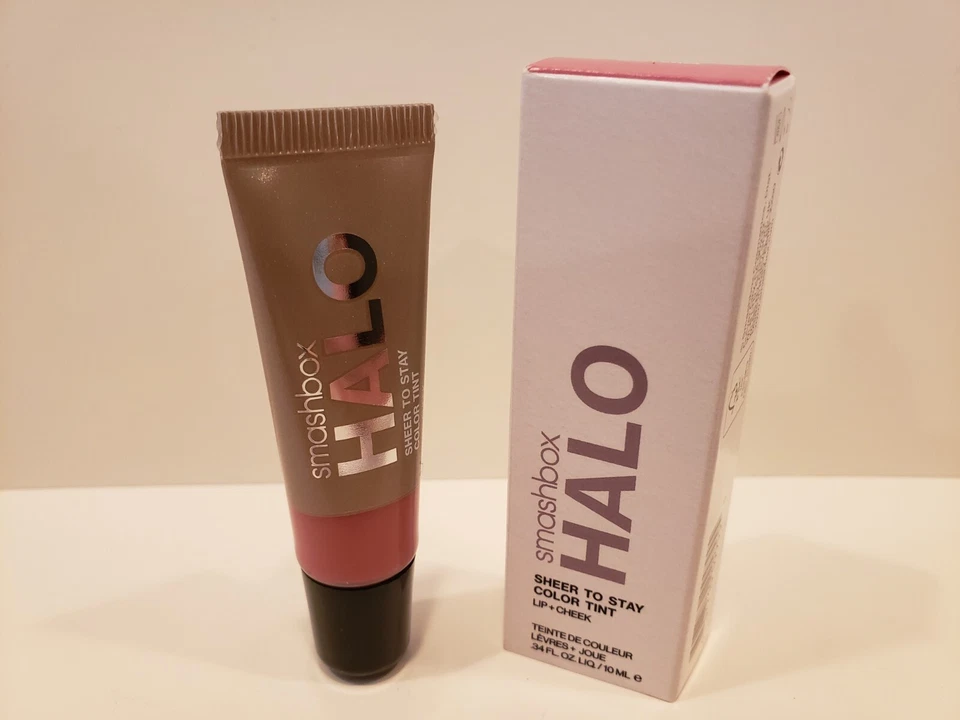 smashbox
HALO
SHEER TO STAY
COLOR TINT
smashbox
HALO
SHEER TO STAY
COLOR TINT
LIP + CHEEK
TEINTE DE COULEUR
LÈVRES + JOUE
.34 FL. OZ. LIQ. / 10 ML ℮